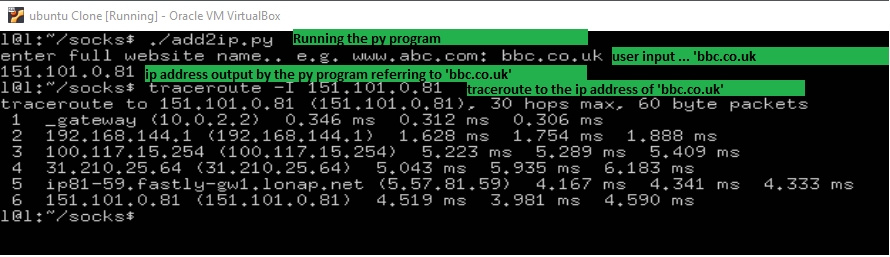 ubuntu Clone [Running] - Oracle VM VirtualBox
l@l:~/socks$ ./add2ip.py Running the py program
enter full website name.. e.g. www.abc.com: bbc.co.uk user input ... 'bbc.co.uk
151.101.0.81 ip address output by the py program referring to 'bbc.co.uk'
l@l:~/socks$ traceroute -I 151.101.0.81 traceroute to the ip address of 'bbc.co.uk'
traceroute to 151.101.0.81 (151.101.0.81), 30 hops max, 60 byte packets
1 _gateway (10.0.2.2) 0.346 ms 0.312 ms 0.306 ms
2 192.168.144.1 (192.168.144.1) 1.628 ms 1.754 ms 1.888 ms
3 100.117.15.254 (100.117.15.254) 5.223 ms 5.289 ms 5.409 ms
4 31.210.25.64 (31.210.25.64) 5.043 ms 5.935 ms 6.183 ms
5 ip81-59.fastly-gw1.lonap.net (5.57.81.59) 4.167 ms 4.341 ms 4.333 ms
6 151.101.0.81 (151.101.0.81) 4.519 ms 3.981 ms 4.590 ms
l@l:~/socks$